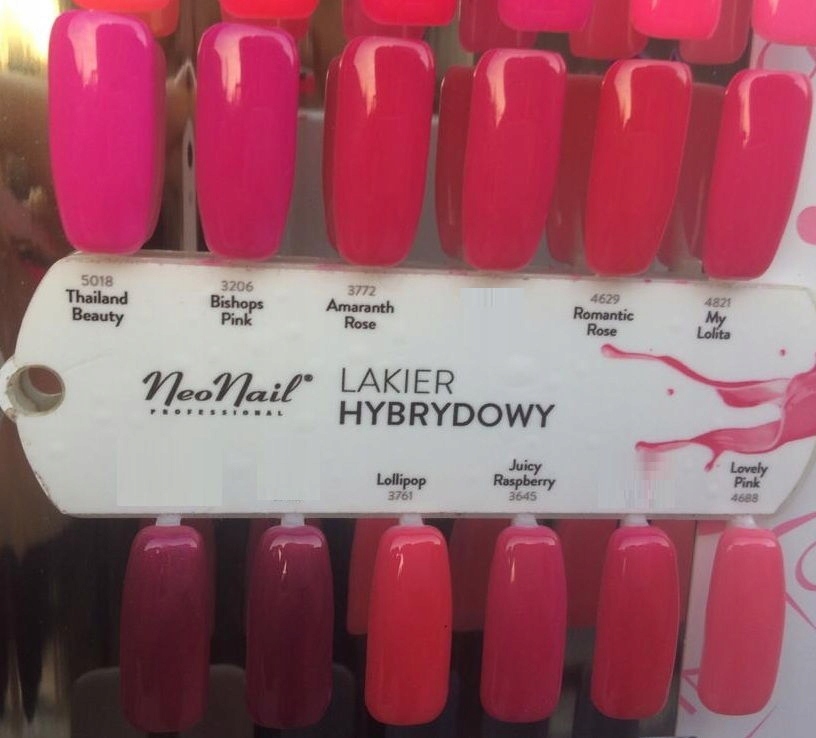 5018
Thailand
Beauty
3206
Bishops
Pink
3772
Amaranth
Rose
4629
Romantic
Rose
4821
My
Lolita
NeoNail®
PROFESSIONAL
LAKIER
HYBRYDOWY
Lollipop
3761
Juicy
Raspberry
3645
Lovely
Pink
4688